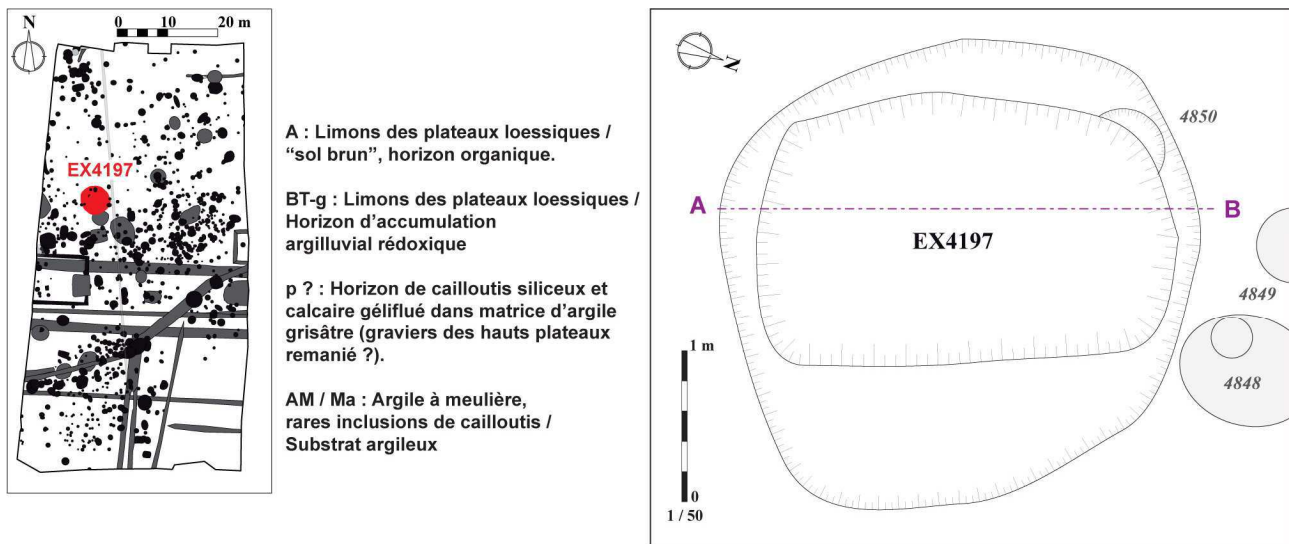 N
0 10 20 m
EX4197
A : Limons des plateaux loessiques /
“sol brun”, horizon organique.
BT-g : Limons des plateaux loessiques /
Horizon d’accumulation
argilluvial rédoxique
p ? : Horizon de cailloutis siliceux et
calcaire géliflué dans matrice d’argile
grisâtre (graviers des hauts plateaux
remanié ?).
AM / Ma : Argile à meulière,
rares inclusions de cailloutis /
Substrat argileux
N
4850
A
B
EX4197
4849
4848
1 m
0
1 / 50